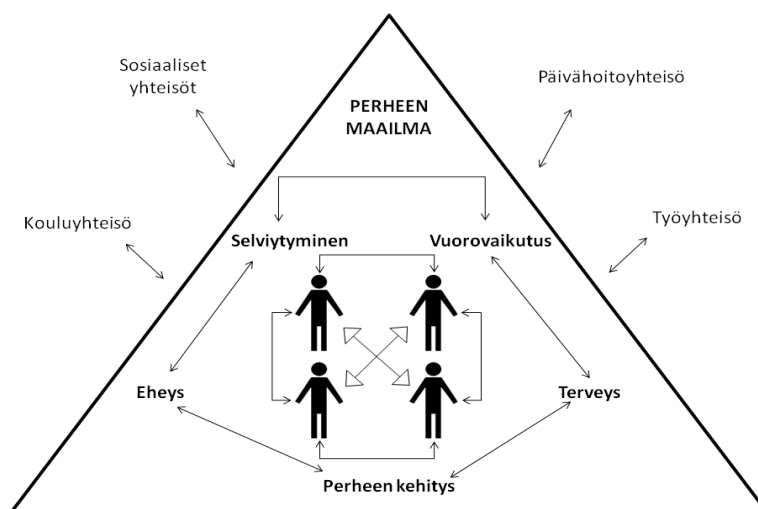 Sosiaaliset
yhteisöt
Päivähoitoyhteisö
PERHEEN
MAAILMA
Kouluyhteisö
Työyhteisö
Selviytyminen
Vuorovaikutus
Eheys
Terveys
Perheen kehitys